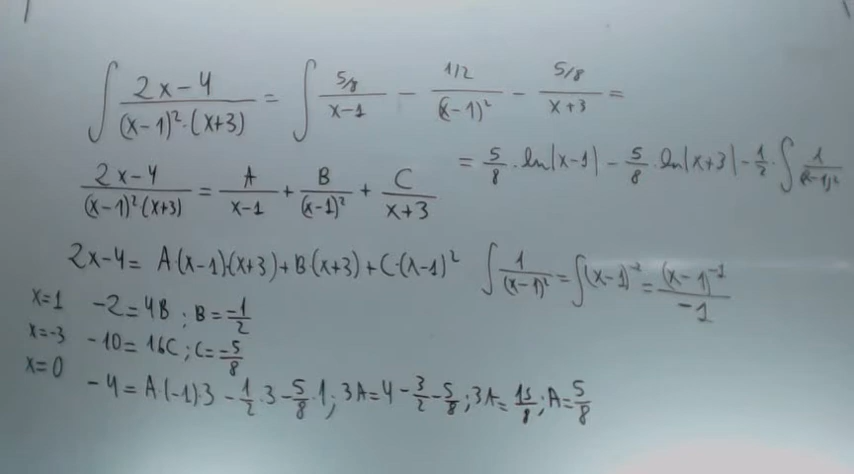 ∫ (2x-4)/((x-1)²·(x+3)) = ∫ (5/8)/(x-1) - (1/2)/(x-1)² - (5/8)/(x+3) =
= 5/8 · ln|x-1| - 5/8 · ln|x+3| - 1/2 · ∫ 1/(x-1)²
(2x-4)/((x-1)²·(x+3)) = A/(x-1) + B/(x-1)² + C/(x+3)
2x-4 = A·(x-1)·(x+3) + B·(x+3) + C·(x-1)²
∫ 1/(x-1)² = ∫ (x-1)⁻² = (x-1)⁻¹/-1
x=1 -2=4B ; B=-1/2
x=-3 -10=16C ; C=-5/8
x=0 -4=A·(-1)·3 - 1/2·3 - 5/8·1 ; 3A=4 - 3/2 - 5/8 ; 3A=15/8 ; A=5/8